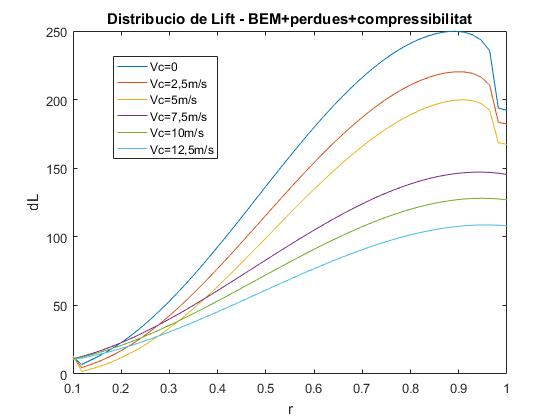 Distribucio de Lift - BEM+perdues+compressibilitat
250
200
150
100
50
0
dL
Vc=0
Vc=2,5m/s
Vc=5m/s
Vc=7,5m/s
Vc=10m/s
Vc=12,5m/s
0.1 0.2 0.3 0.4 0.5 0.6 0.7 0.8 0.9 1
r